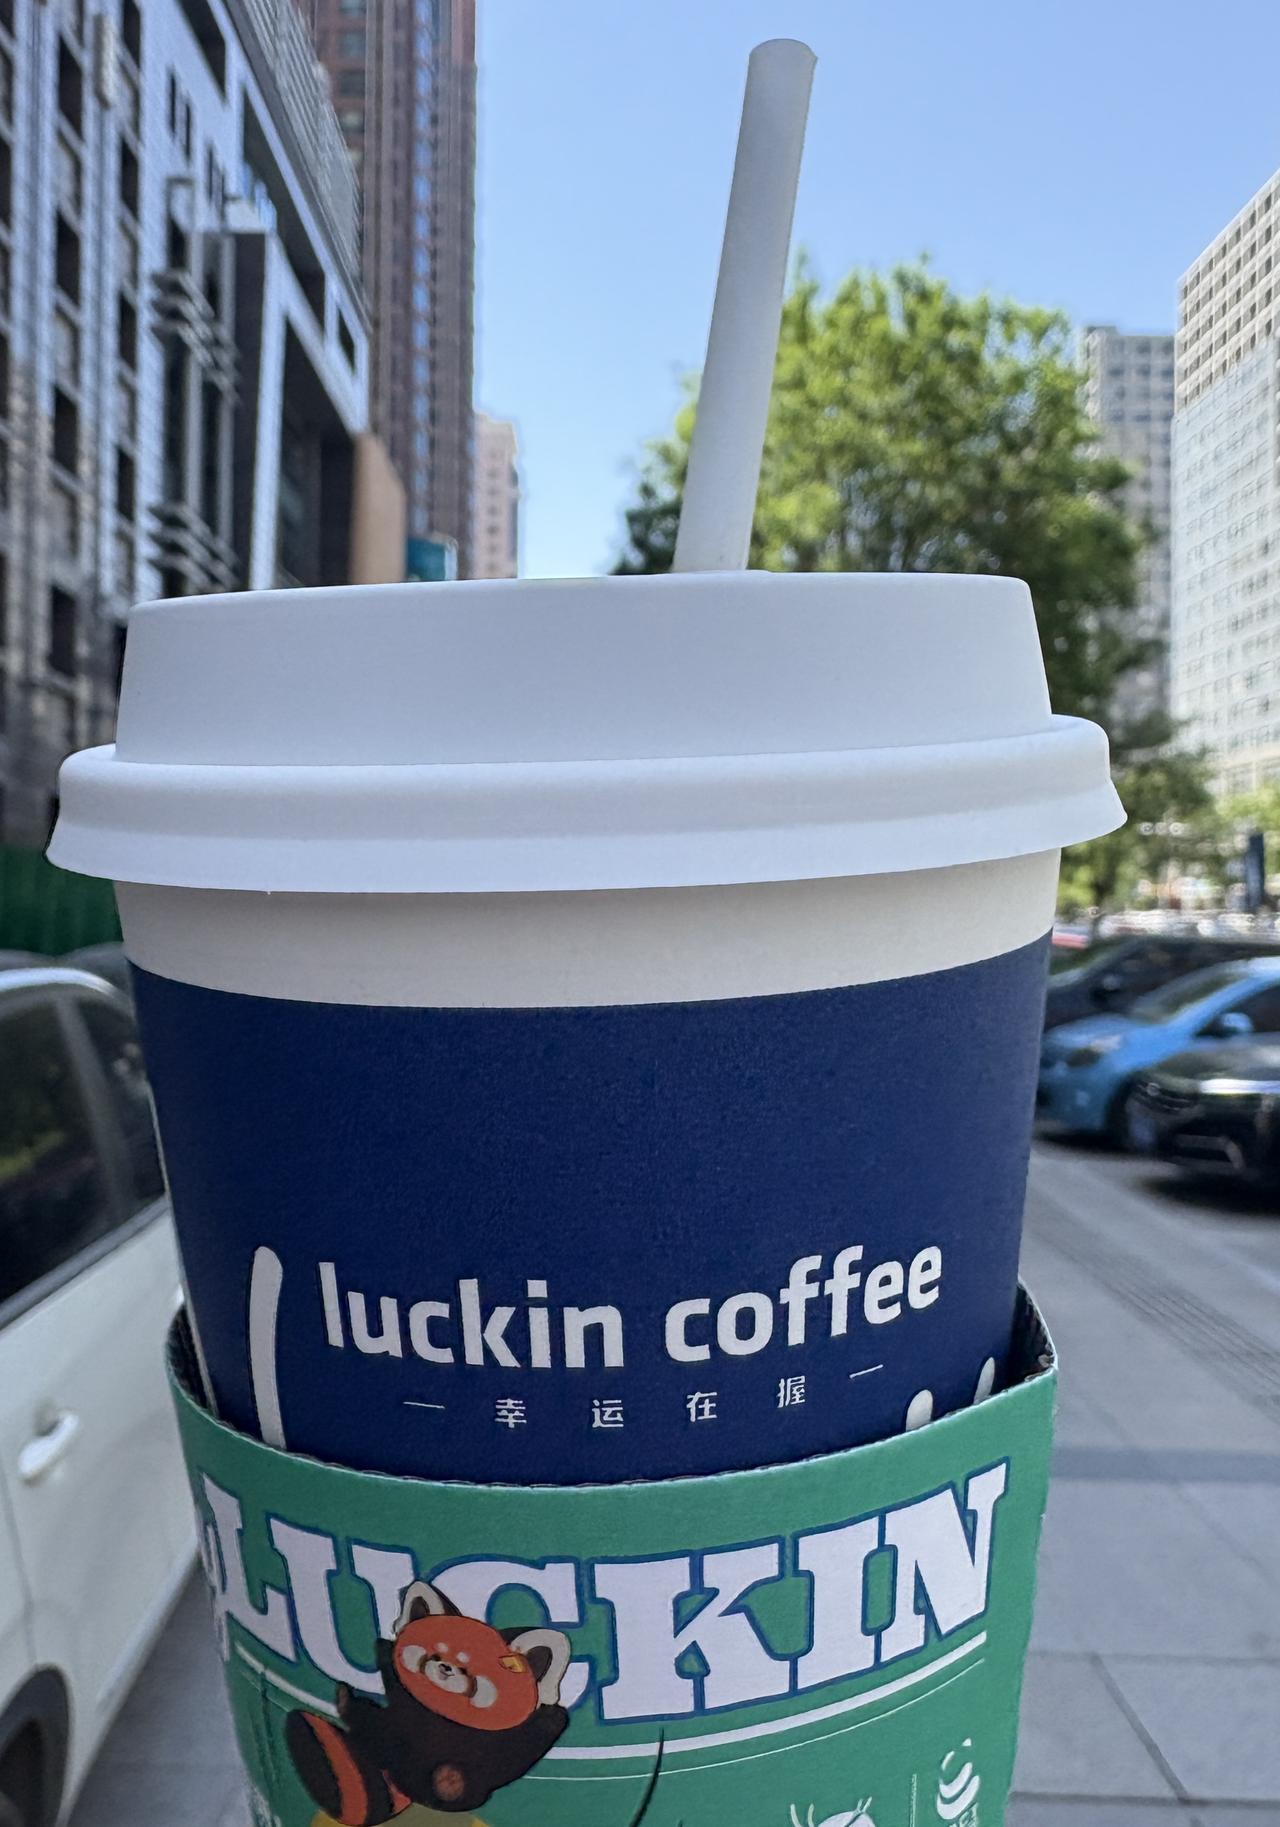 luckin coffee
— 幸运在握 —
LUCKIN